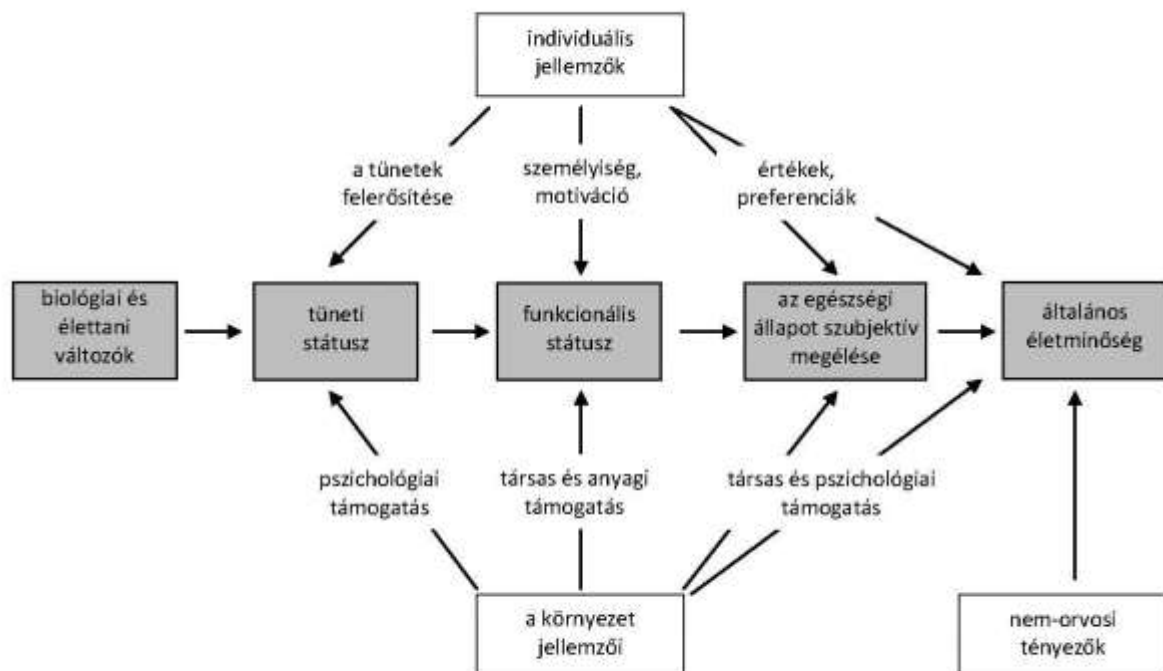 individuális
jellemzők
a tünetek
felerősítése
személyiség,
motiváció
értékek,
preferenciák
biológiai és
élettani
változók
tüneti
státusz
funkcionális
státusz
az egészségi
állapot szubjektív
megélése
általános
életminőség
pszichológiai
támogatás
társas és anyagi
támogatás
társas és pszichológiai
támogatás
a környezet
jellemzői
nem-orvosi
tényezők